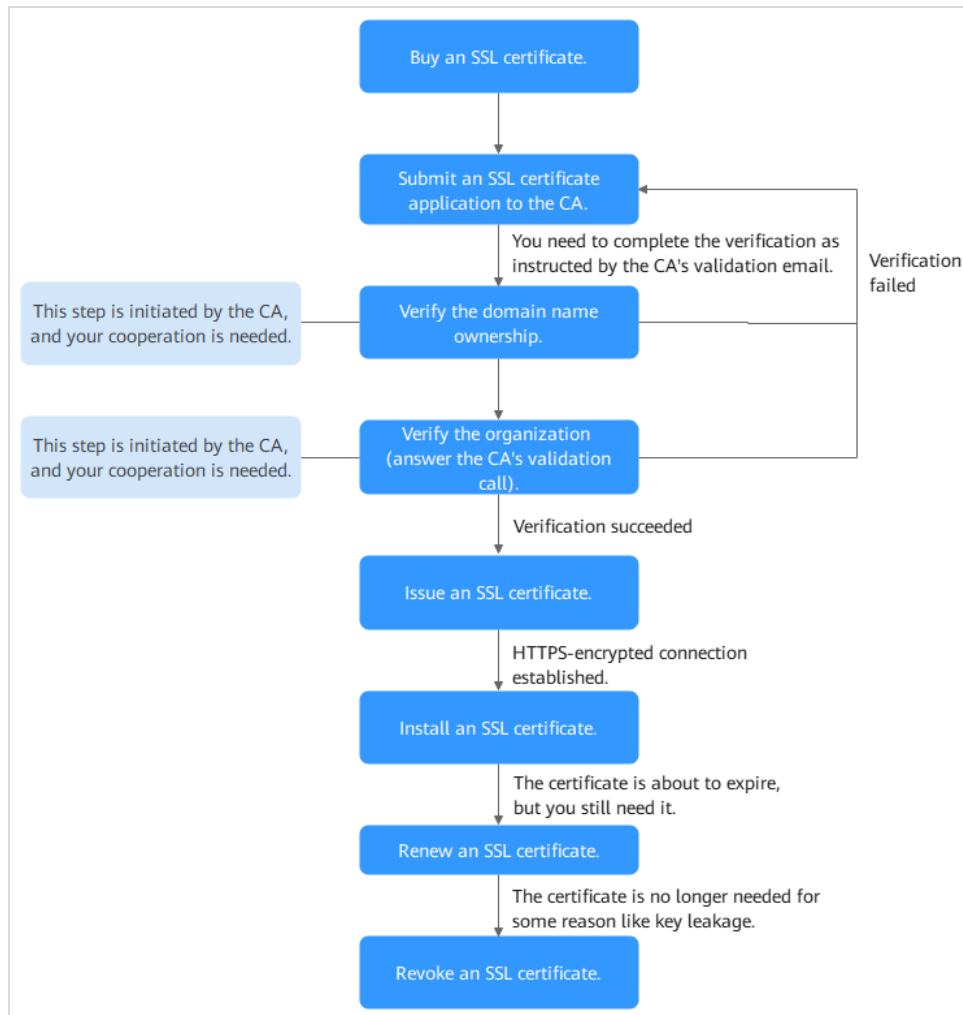 Buy an SSL certificate.
Submit an SSL certificate
application to the CA.
You need to complete the verification as
instructed by the CA's validation email.
Verification
failed
This step is initiated by the CA,
and your cooperation is needed.
Verify the domain name
ownership.
This step is initiated by the CA,
and your cooperation is needed.
Verify the organization
(answer the CA's validation
call).
Verification succeeded
Issue an SSL certificate.
HTTPS-encrypted connection
established.
Install an SSL certificate.
The certificate is about to expire,
but you still need it.
Renew an SSL certificate.
The certificate is no longer needed for
some reason like key leakage.
Revoke an SSL certificate.